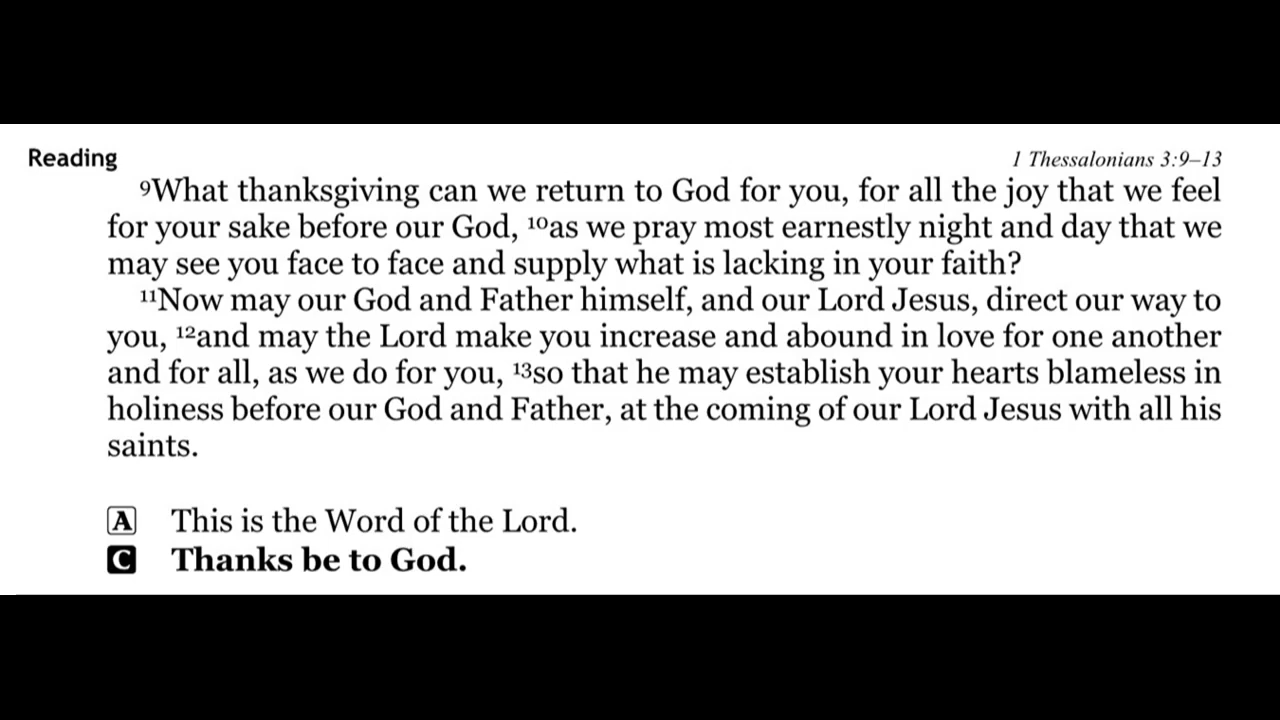 Reading
1 Thessalonians 3:9–13
⁹What thanksgiving can we return to God for you, for all the joy that we feel
for your sake before our God, ¹⁰as we pray most earnestly night and day that we
may see you face to face and supply what is lacking in your faith?
¹¹Now may our God and Father himself, and our Lord Jesus, direct our way to
you, ¹²and may the Lord make you increase and abound in love for one another
and for all, as we do for you, ¹³so that he may establish your hearts blameless in
holiness before our God and Father, at the coming of our Lord Jesus with all his
saints.
A This is the Word of the Lord.
C Thanks be to God.